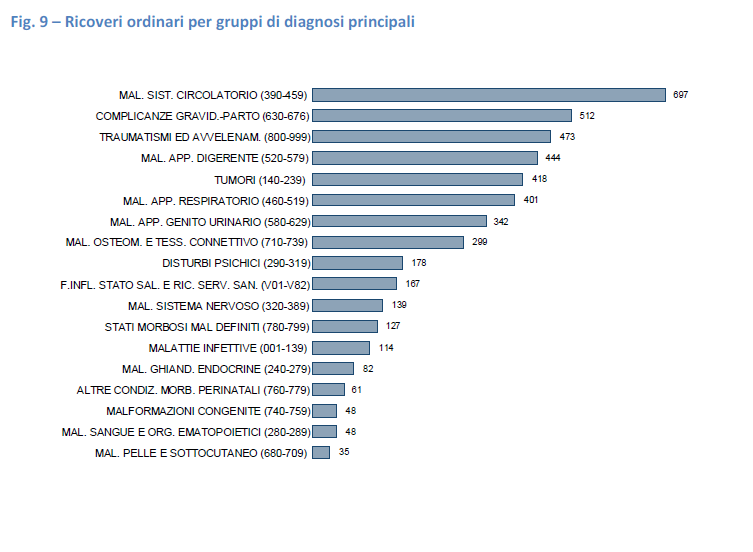 Fig. 9 – Ricoveri ordinari per gruppi di diagnosi principali
MAL. SIST. CIRCOLATORIO (390-459) 697
COMPLICANZE GRAVID.-PARTO (630-676) 512
TRAUMATISMI ED AVVELENAM. (800-999) 473
MAL. APP. DIGERENTE (520-579) 444
TUMORI (140-239) 418
MAL. APP. RESPIRATORIO (460-519) 401
MAL. APP. GENITO URINARIO (580-629) 342
MAL. OSTEOM. E TESS. CONNETTIVO (710-739) 299
DISTURBI PSICHICI (290-319) 178
F.INFL. STATO SAL. E RIC. SERV. SAN. (V01-V82) 167
MAL. SISTEMA NERVOSO (320-389) 139
STATI MORBOSI MAL DEFINITI (780-799) 127
MALATTIE INFETTIVE (001-139) 114
MAL. GHIAND. ENDOCRINE (240-279) 82
ALTRE CONDIZ. MORB. PERINATALI (760-779) 61
MALFORMAZIONI CONGENITE (740-759) 48
MAL. SANGUE E ORG. EMATOPOIETICI (280-289) 48
MAL. PELLE E SOTTOCUTANEO (680-709) 35